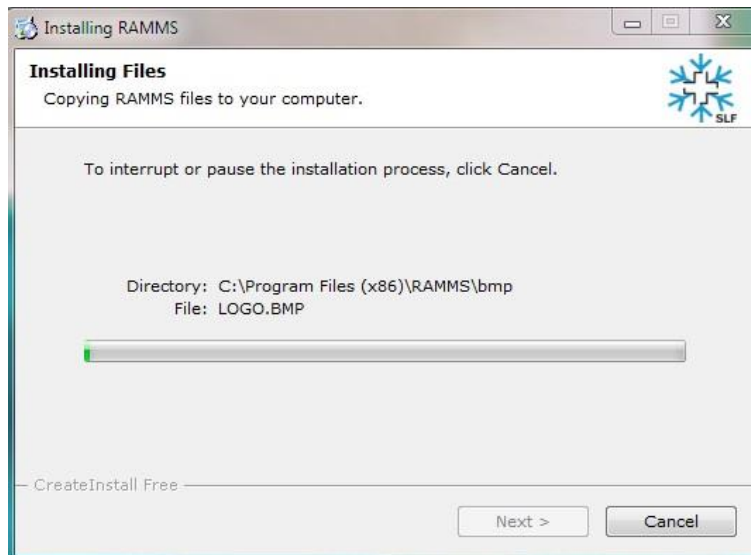 Installing RAMMS
Installing Files
Copying RAMMS files to your computer.
SLF
To interrupt or pause the installation process, click Cancel.
Directory: C:\Program Files (x86)\RAMMS\bmp
File: LOGO.BMP
CreateInstall Free
Next > Cancel